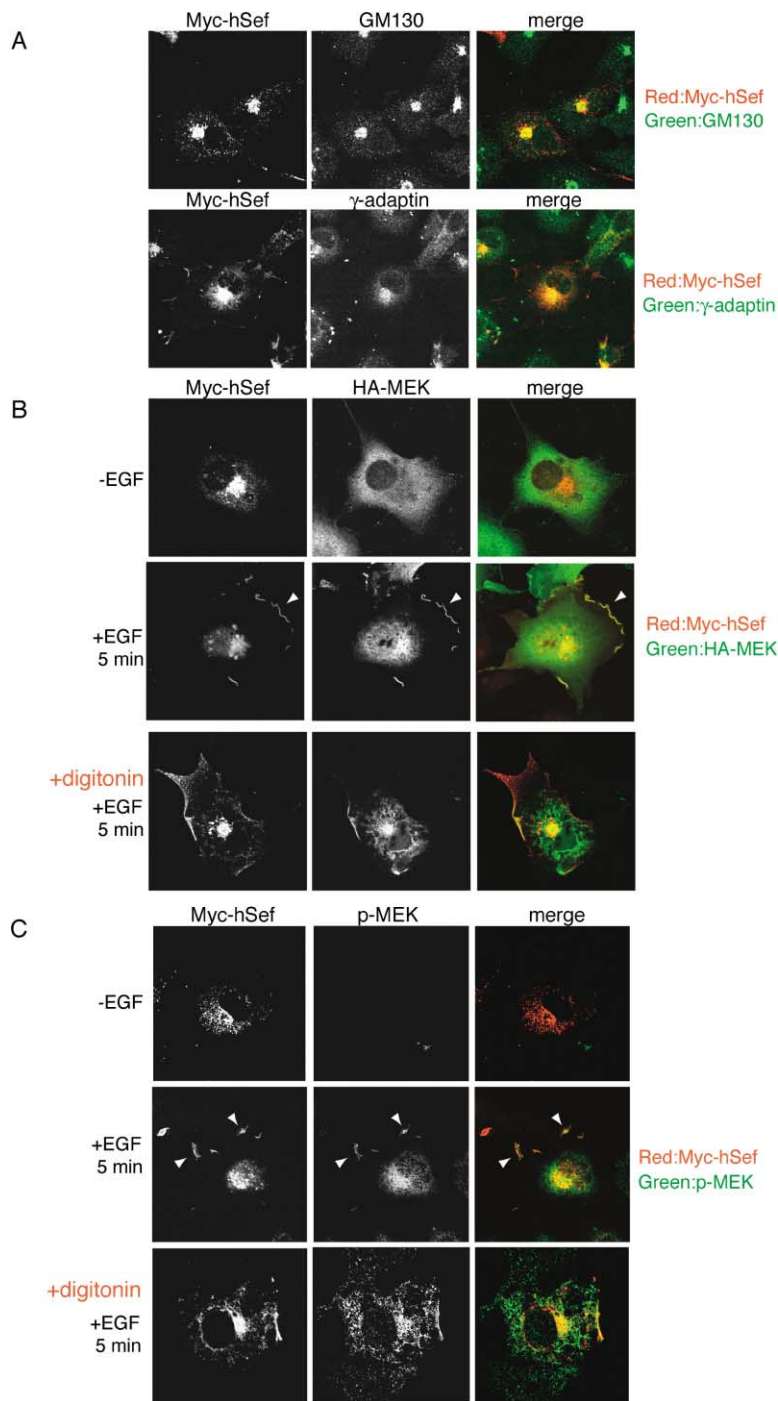 A
Myc-hSef GM130 merge
Red:Myc-hSef
Green:GM130
Myc-hSef γ-adaptin merge
Red:Myc-hSef
Green:γ-adaptin
B
Myc-hSef HA-MEK merge
-EGF
+EGF
5 min
Red:Myc-hSef
Green:HA-MEK
+digitonin
+EGF
5 min
C
Myc-hSef p-MEK merge
-EGF
+EGF
5 min
Red:Myc-hSef
Green:p-MEK
+digitonin
+EGF
5 min